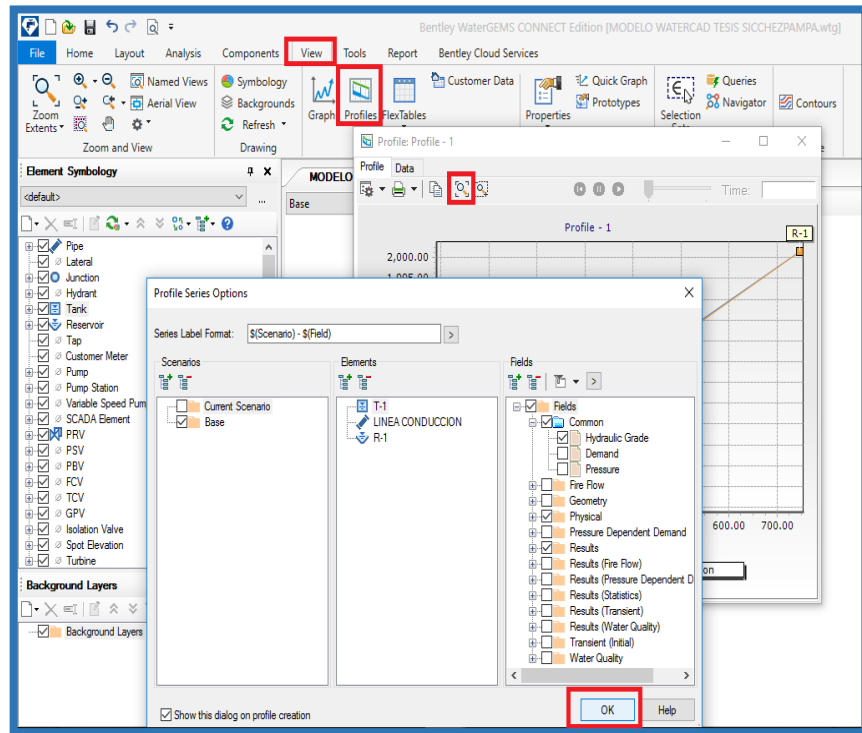 Bentley WaterGEMS CONNECT Edition [MODELO WATERCAD TESIS SICCHEZPAMPA.wtg]
File Home Layout Analysis Components View Tools Report Bentley Cloud Services
Zoom Extents
Named Views
Aerial View
Zoom and View
Symbology
Backgrounds
Refresh
Drawing
Graph
Profiles
FlexTables
Customer Data
Properties
Quick Graph
Prototypes
Selection
Queries
Navigator
Contours
Element Symbology
<default>
...
Pipe
Lateral
Junction
Hydrant
Tank
Reservoir
Tap
Customer Meter
Pump
Pump Station
Variable Speed Pum
SCADA Element
PRV
PSV
PBV
FCV
TCV
GPV
Isolation Valve
Spot Elevation
Turbine
Background Layers
Background Layers
MODELO
Base
Profile: Profile - 1
Profile Data
Time:
Profile - 1
R-1
2,000.00
600.00 700.00
on
Profile Series Options
Series Label Format: $(Scenario) - $(Field) >
Scenarios
Current Scenario
Base
Elements
T-1
LINEA CONDUCCION
R-1
Fields
>
Fields
Common
Hydraulic Grade
Demand
Pressure
Fire Flow
Geometry
Physical
Pressure Dependent Demand
Results
Results (Fire Flow)
Results (Pressure Dependent D
Results (Statistics)
Results (Transient)
Results (Water Quality)
Transient (Initial)
Water Quality
Show this dialog on profile creation
OK
Help